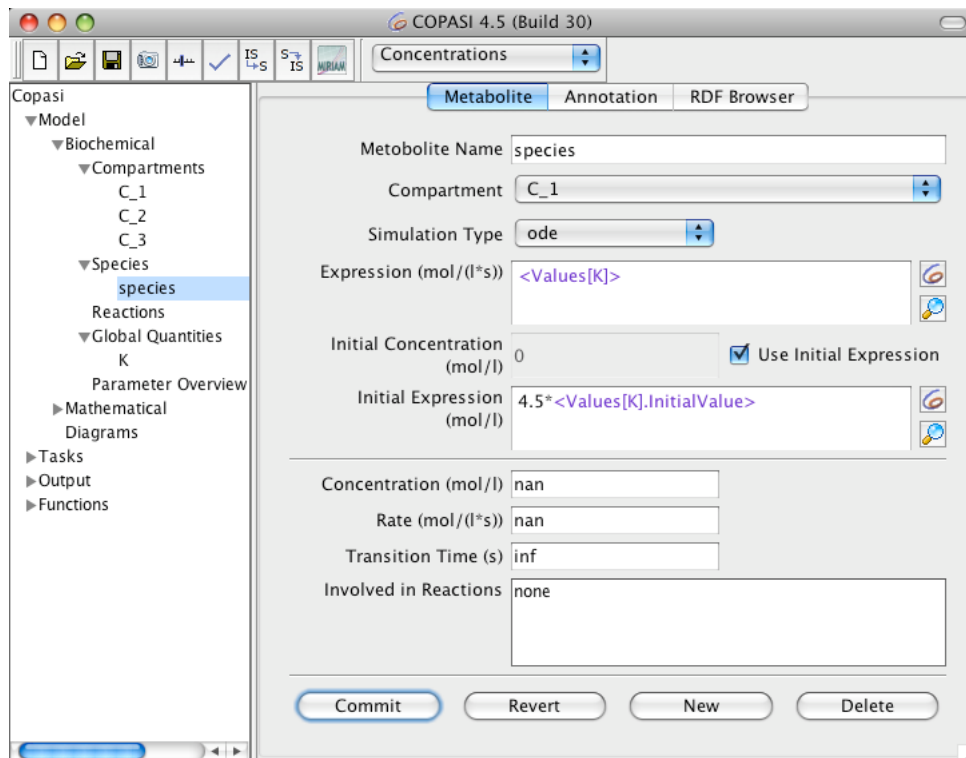 COPASI 4.5 (Build 30)
IS
↳S
S
IS
MIRIAM
Concentrations
Copasi
Model
Biochemical
Compartments
C_1
C_2
C_3
Species
species
Reactions
Global Quantities
K
Parameter Overview
Mathematical
Diagrams
Tasks
Output
Functions
Metabolite Annotation RDF Browser
Metobolite Name species
Compartment C_1
Simulation Type ode
Expression (mol/(l*s)) <Values[K]>
Initial Concentration
(mol/l) 0
Use Initial Expression
Initial Expression
(mol/l) 4.5*<Values[K].InitialValue>
Concentration (mol/l) nan
Rate (mol/(l*s)) nan
Transition Time (s) inf
Involved in Reactions none
Commit Revert New Delete